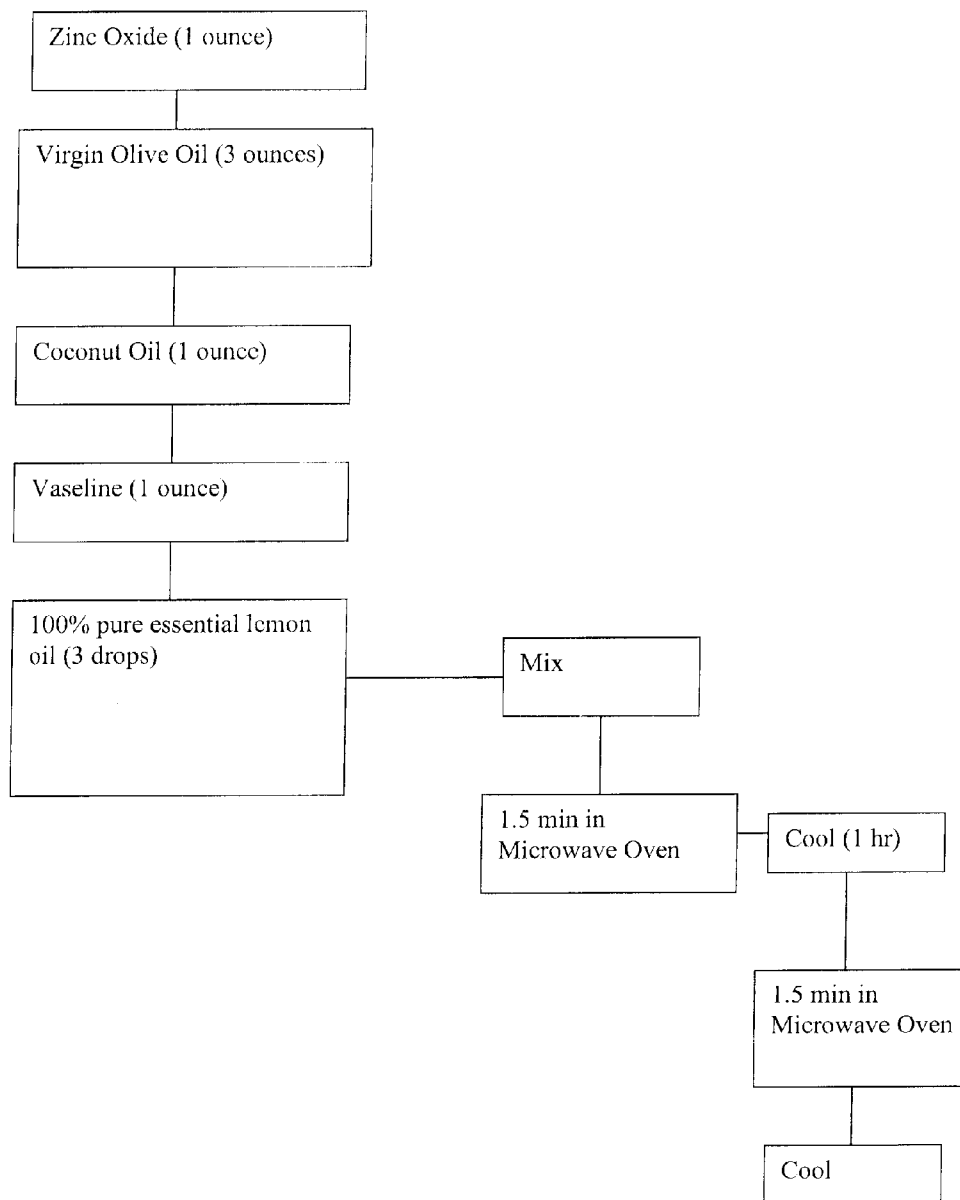 Zinc Oxide (1 ounce)
Virgin Olive Oil (3 ounces)
Coconut Oil (1 ounce)
Vaseline (1 ounce)
100% pure essential lemon
oil (3 drops)
Mix
1.5 min in
Microwave Oven
Cool (1 hr)
1.5 min in
Microwave Oven
Cool